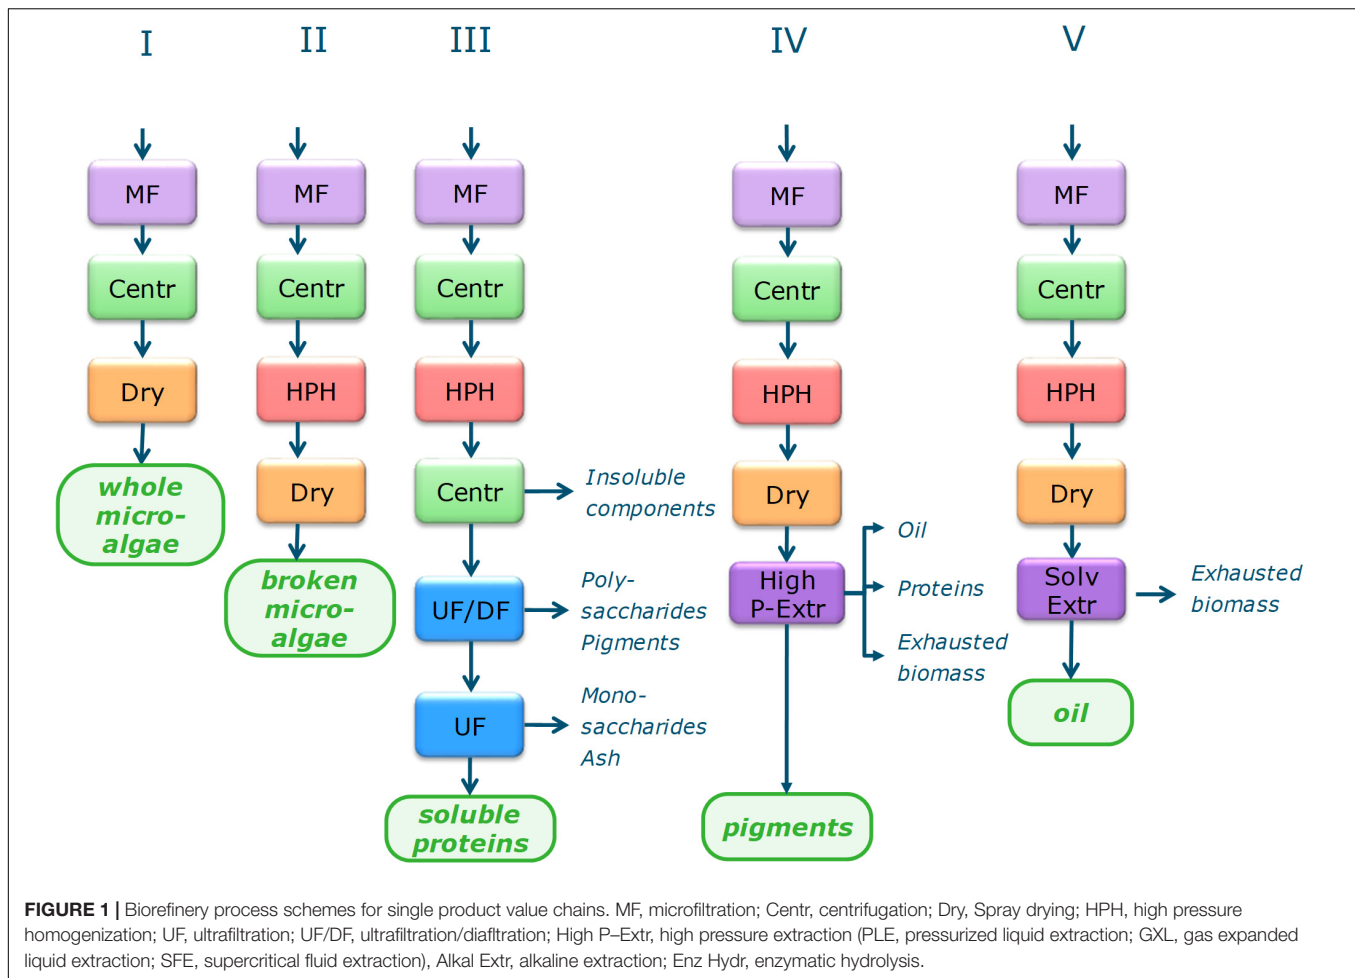 I
II
III
IV
V
MF
MF
MF
MF
MF
Centr
Centr
Centr
Centr
Centr
Dry
HPH
HPH
HPH
HPH
whole
micro-
algae
Dry
Centr
Insoluble
components
Dry
Dry
broken
micro-
algae
UF/DF
Poly-
saccharides
Pigments
High
P-Extr
Oil
Proteins
Exhausted
biomass
Solv
Extr
Exhausted
biomass
UF
Mono-
saccharides
Ash
oil
soluble
proteins
pigments
FIGURE 1 | Biorefinery process schemes for single product value chains. MF, microfiltration; Centr, centrifugation; Dry, Spray drying; HPH, high pressure
homogenization; UF, ultrafiltration; UF/DF, ultrafiltration/diafltration; High P–Extr, high pressure extraction (PLE, pressurized liquid extraction; GXL, gas expanded
liquid extraction; SFE, supercritical fluid extraction), Alkal Extr, alkaline extraction; Enz Hydr, enzymatic hydrolysis.